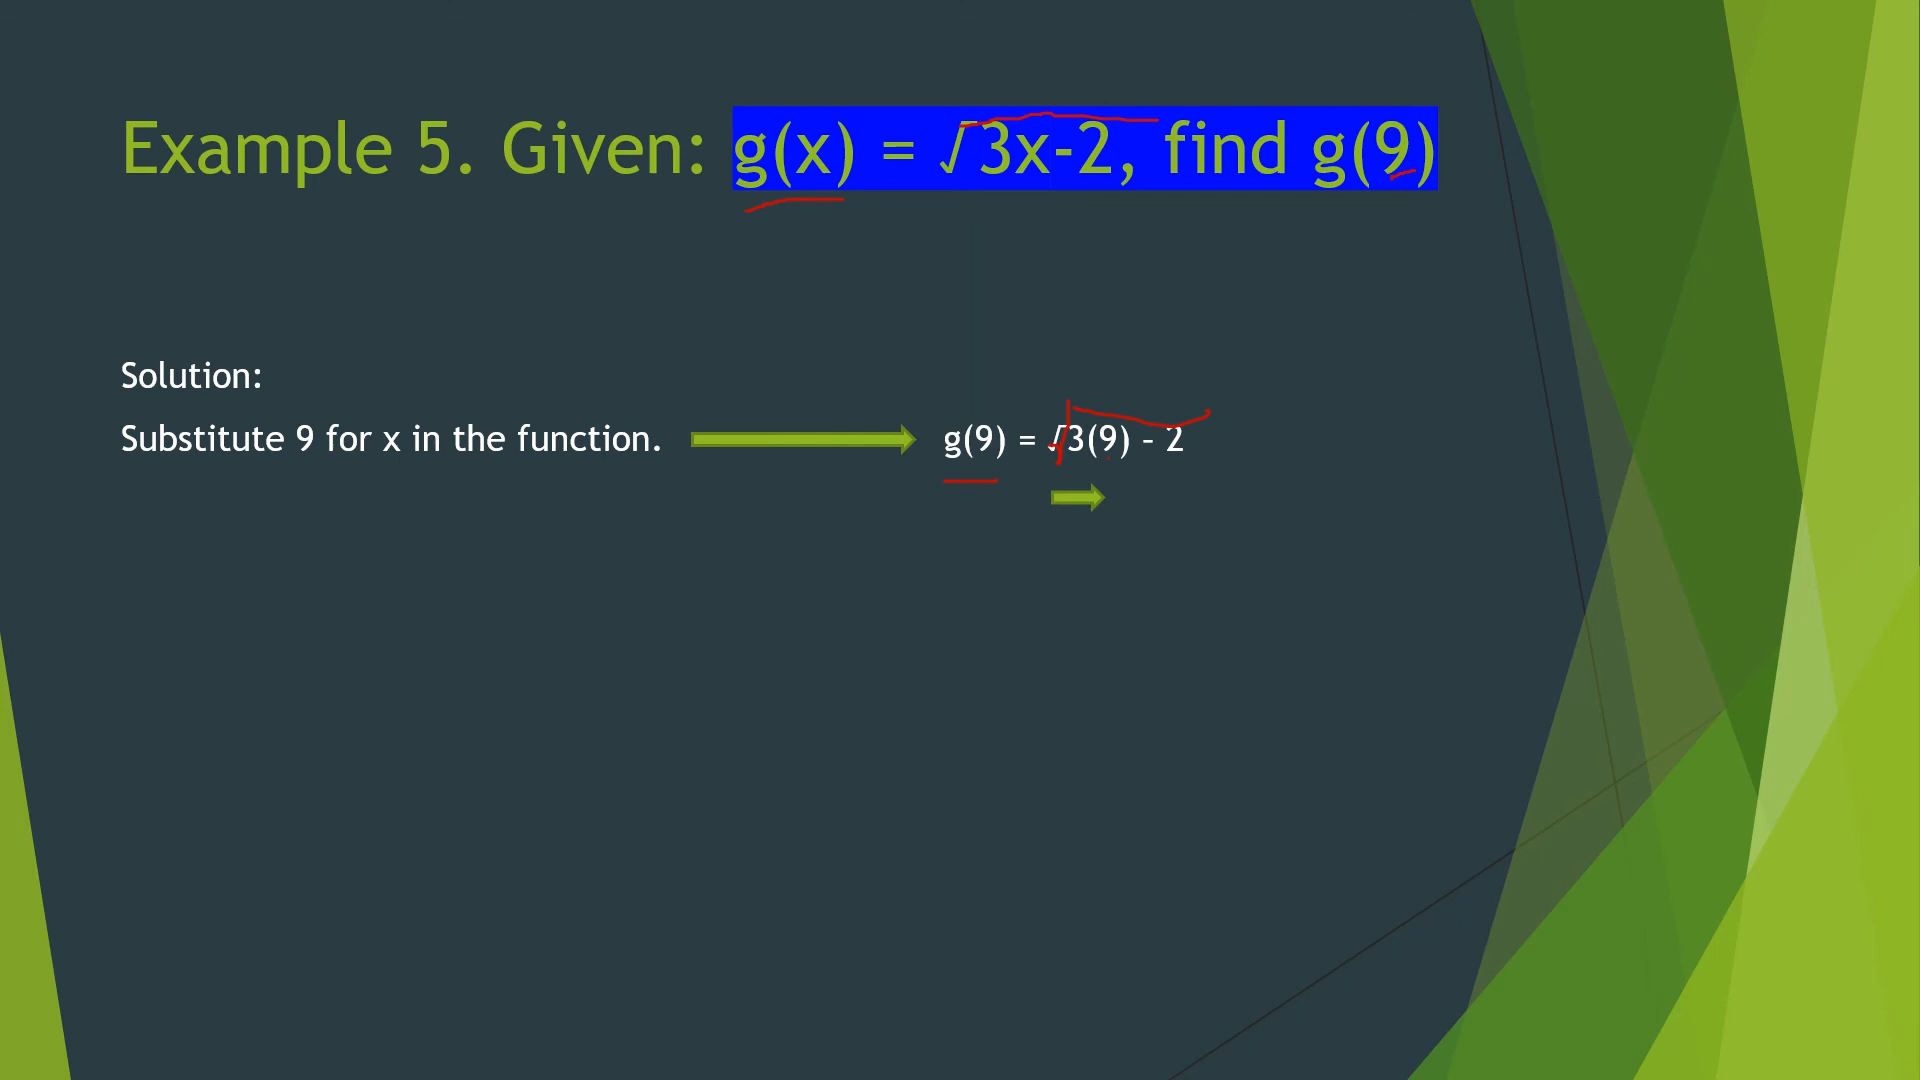 Example 5. Given: g(x) = √3x-2, find g(9)
Solution:
Substitute 9 for x in the function.
g(9) = √3(9) - 2